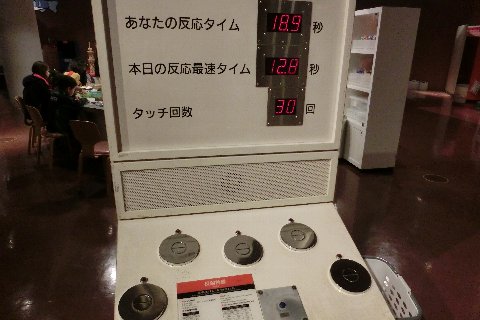 あなたの反応タイム 18.9 秒
本日の反応最速タイム 12.8 秒
タッチ回数 30 回